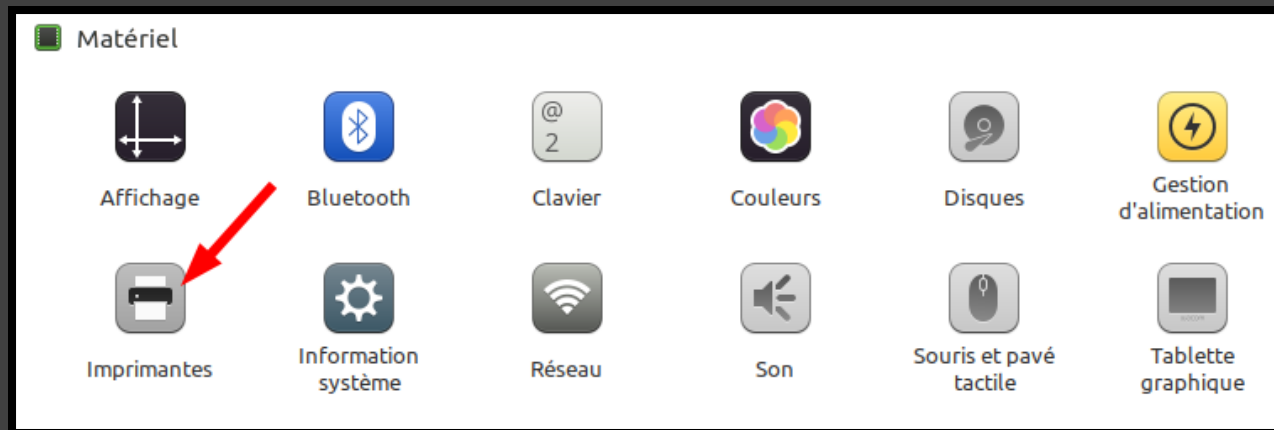 Matériel
@
2
Affichage
Bluetooth
Clavier
Couleurs
Disques
Gestion
d'alimentation
Imprimantes
Information
système
Réseau
Son
Souris et pavé
tactile
Tablette
graphique